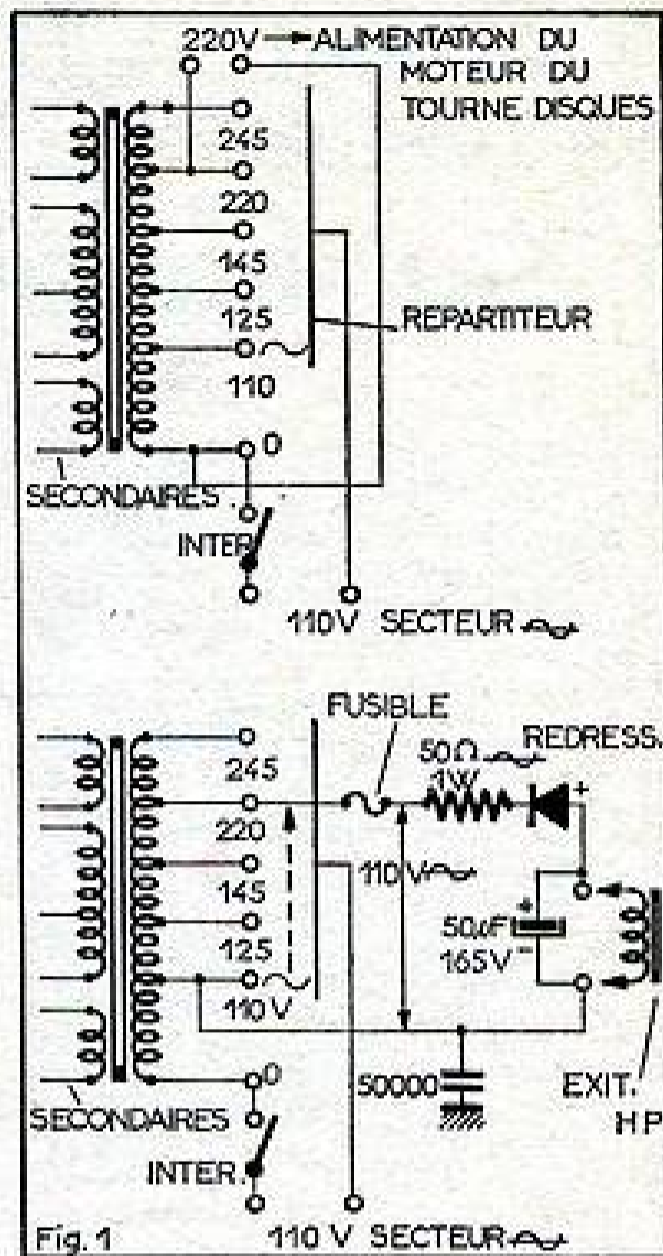 220V → ALIMENTATION DU
MOTEUR DU
TOURNE DISQUES
245
220
145
125
REPARTITEUR
110
0
SECONDAIRES
INTER
110V SECTEUR
FUSIBLE
50Ω
1W
REDRESS.
+
245
220
145
125
110 V
110 V
+
50µF
165V -
0
50000
EXIT.
HP
SECONDAIRES
INTER.
110 V SECTEUR
Fig. 1